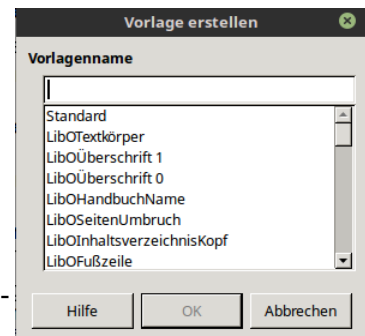 Vorlage erstellen
Vorlagenname
Standard
LibOTextkörper
LibOÜberschrift 1
LibOÜberschrift 0
LibOHandbuchName
LibOSeitenUmbruch
LibOInhaltsverzeichnisKopf
LibOFußzeile
-
Hilfe OK Abbrechen